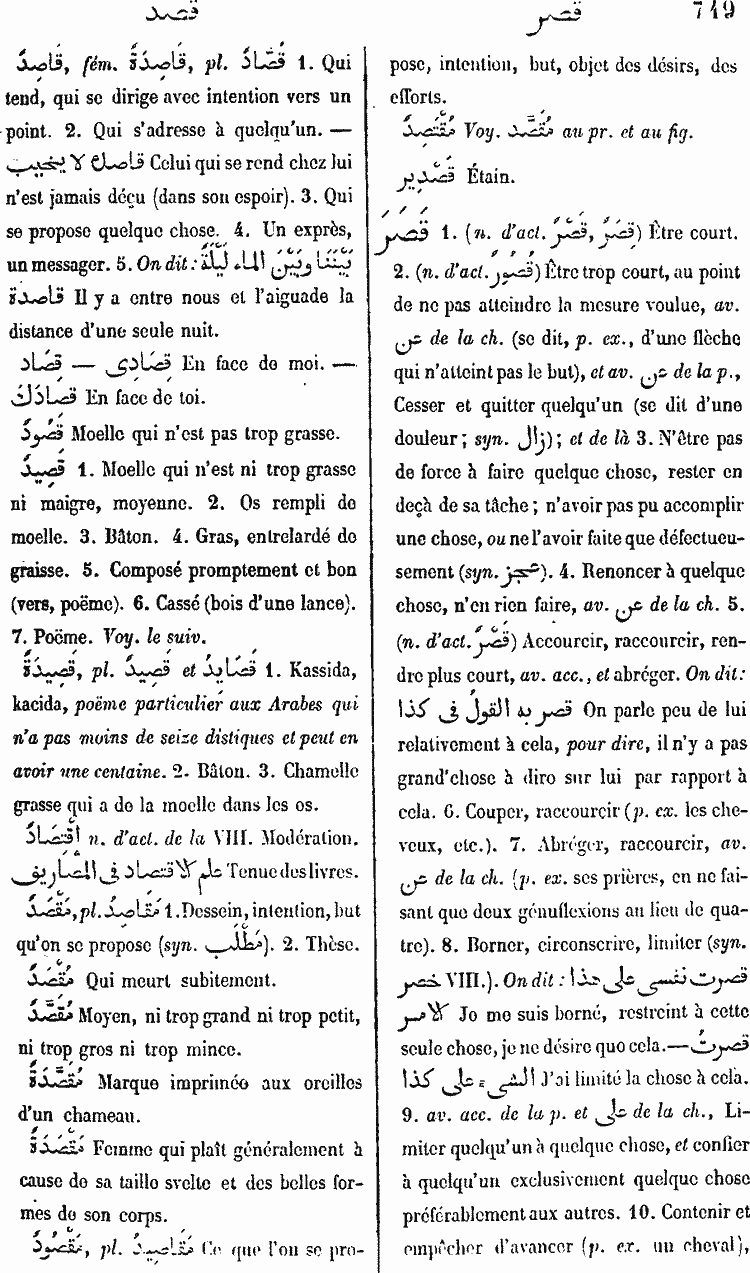 قصد
قصر
749
قَاصِدٌ, fém. قَاصِدَةٌ, pl. قُصَّادٌ 1. Qui
tend, qui se dirige avec intention vers un
point. 2. Qui s'adresse à quelqu'un. —
قاصدك لا يخيب Celui qui se rend chez lui
n'est jamais déçu (dans son espoir). 3. Qui
se propose quelque chose. 4. Un exprès,
un messager. 5. On dit : بَيْنَنَا وبَيْنَ الماء لَيْلَةٌ
قاصدة Il y a entre nous et l'aiguade la
distance d'une seule nuit.
قِصَاد — قِصَادِى En face de moi. —
قِصَادَكَ En face de toi.
قَصُودٌ Moelle qui n'est pas trop grasse.
قَصِيدٌ 1. Moelle qui n'est ni trop grasse
ni maigre, moyenne. 2. Os rempli de
moelle. 3. Bâton. 4. Gras, entrelardé de
graisse. 5. Composé promptement et bon
(vers, poëme). 6. Cassé (bois d'une lance).
7. Poëme. Voy. le suiv.
قَصِيدَةٌ, pl. قَصَايِدُ et قَصِيدٌ 1. Kassida,
kacida, poëme particulier aux Arabes qui
n'a pas moins de seize distiques et peut en
avoir une centaine. 2. Bâton. 3. Chamelle
grasse qui a de la moelle dans les os.
اِقْتِصَادٌ n. d'act. de la VIII. Modération.
علم الاقتصاد فى المصاريف Tenue des livres.
مَقْصَدٌ, pl. مَقَاصِدُ 1. Dessein, intention, but
qu'on se propose (syn. مَطْلَب). 2. Thèse.
مُقْصَدٌ Qui meurt subitement.
مُقَصَّدٌ Moyen, ni trop grand ni trop petit,
ni trop gros ni trop mince.
مُقَصَّدَةٌ Marque imprimée aux oreilles
d'un chameau.
مُقْصَدَةٌ Femme qui plaît généralement à
cause de sa taille svelte et des belles for-
mes de son corps.
مَقْصُودٌ, pl. مَقَاصِيدُ Ce que l'on se pro-
pose, intention, but, objet des désirs, des
efforts.
مُقْتَصِدٌ Voy. مُقَصَّد au pr. et au fig.
قَصْدِير Étain.
قَصُرَ 1. (n. d'act. قِصَرٌ, قَصْرٌ) Être court.
2. (n. d'act. قُصُور) Être trop court, au point
de ne pas atteindre la mesure voulue, av.
عن de la ch. (se dit, p. ex., d'une flèche
qui n'atteint pas le but), et av. عن de la p.,
Cesser et quitter quelqu'un (se dit d'une
douleur ; syn. زال) ; et de là 3. N'être pas
de force à faire quelque chose, rester en
deçà de sa tâche ; n'avoir pas pu accomplir
une chose, ou ne l'avoir faite que défectueu-
sement (syn. عجز). 4. Renoncer à quelque
chose, n'en rien faire, av. عن de la ch. 5.
(n. d'act. قَصْرٌ) Accourcir, raccourcir, ren-
dre plus court, av. acc., et abréger. On dit :
قصر به القولُ فى كذا On parle peu de lui
relativement à cela, pour dire, il n'y a pas
grand'chose à dire sur lui par rapport à
cela. 6. Couper, raccourcir (p. ex. les che-
veux, etc.). 7. Abréger, raccourcir, av.
عن de la ch. (p. ex. ses prières, en ne fai-
sant que deux génuflexions au lieu de qua-
tre). 8. Borner, circonscrire, limiter (syn.
حصر VIII.). On dit : قصرت نفسى على هذا
الامر Je me suis borné, restreint à cette
seule chose, je ne désire que cela. — قصرتُ
الشىء على كذا J'ai limité la chose à cela.
9. av. acc. de la p. et على de la ch., Li-
miter quelqu'un à quelque chose, et confier
à quelqu'un exclusivement quelque chose
préférablement aux autres. 10. Contenir et
empêcher d'avancer (p. ex. un cheval),